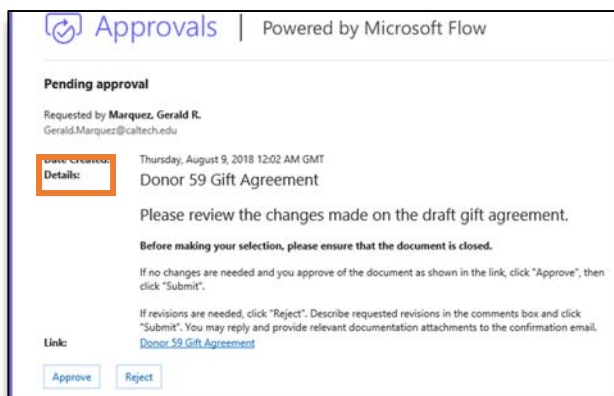 Approvals | Powered by Microsoft Flow
Pending approval
Requested by Marquez, Gerald R.
Gerald.Marquez@caltech.edu
Date Created: Thursday, August 9, 2018 12:02 AM GMT
Details: Donor 59 Gift Agreement
Please review the changes made on the draft gift agreement.
Before making your selection, please ensure that the document is closed.
If no changes are needed and you approve of the document as shown in the link, click "Approve", then
click "Submit".
If revisions are needed, click "Reject". Describe requested revisions in the comments box and click
"Submit". You may reply and provide relevant documentation attachments to the confirmation email.
Link: Donor 59 Gift Agreement
Approve Reject